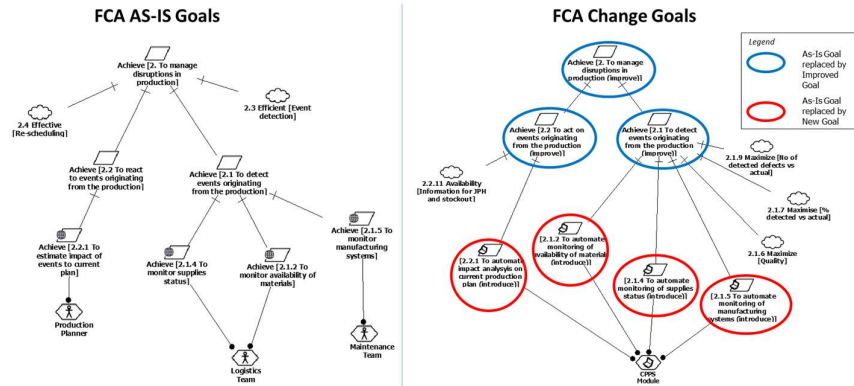 FCA AS-IS Goals
Achieve [2. To manage
disruptions in
production]
2.4 Effective
[Re-scheduling]
2.3 Efficient [Event
detection]
Achieve [2.2 To react
to events originating
from the production]
Achieve [2.1 To detect
events originating
from the production]
Achieve [2.2.1 To
estimate impact of
events to current
plan]
Achieve [2.1.4 To
monitor supplies
status]
Achieve [2.1.2 To
monitor availability of
materials]
Achieve [2.1.5 To
monitor
manufacturing
systems]
Production
Planner
Logistics
Team
Maintenance
Team
FCA Change Goals
Legend
As-Is Goal
replaced by
Improved
Goal
As-Is Goal
replaced by
New Goal
Achieve [2. To manage
disruptions in
production (improve)]
Achieve [2.2 To act on
events originating
from the production
(improve)]
Achieve [2.1 To detect
events originating
from the production
(improve)]
2.2.11 Availability
[Information for JPH
and stockout]
2.1.9 Maximize [No of
detected defects vs
actual]
2.1.7 Maximise [%
detected vs actual]
2.1.6 Maximize
[Quality]
[2.2.1 To automate
impact analysyis on
current production
plan (introduce)]
[2.1.2 To automate
monitoring of
availability of materials
(introduce)]
[2.1.4 To automate
monitoring of supplies
status (introduce)]
[2.1.5 To automate
monitoring of
manufacturing
systems (introduce)]
CPPS
Module